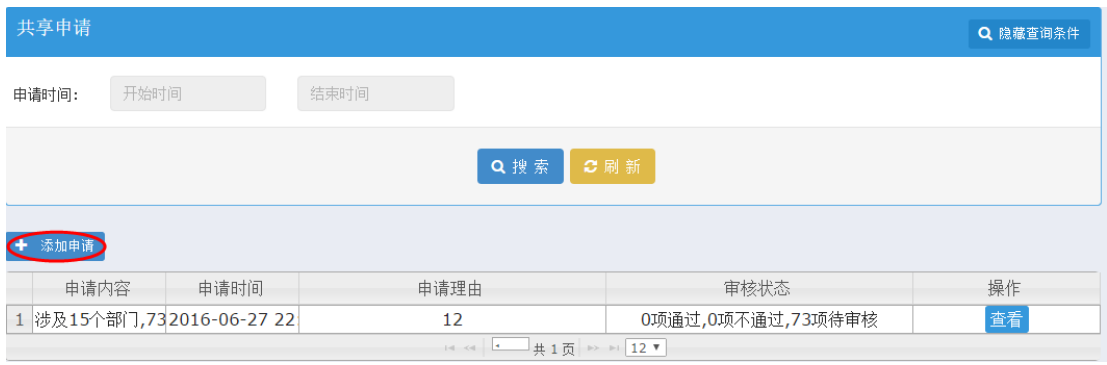 共享申请
隐藏查询条件
申请时间: 开始时间 结束时间
搜 索 刷 新
添加申请
申请内容 申请时间 申请理由 审核状态 操作
1 涉及15个部门,73 2016-06-27 22: 12 0项通过,0项不通过,73项待审核 查看
共 1 页 12